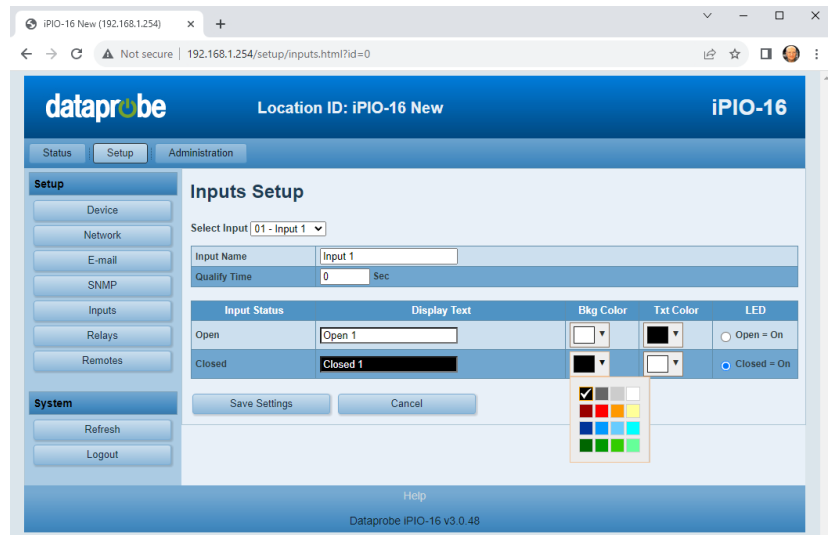 iPIO-16 New (192.168.1.254)
Not secure | 192.168.1.254/setup/inputs.html?id=0
dataprobe
Location ID: iPIO-16 New
iPIO-16
Status
Setup
Administration
Setup
Device
Network
E-mail
SNMP
Inputs
Relays
Remotes
System
Refresh
Logout
Inputs Setup
Select Input 01 - Input 1
Input Name Input 1
Qualify Time 0 Sec
Input Status Display Text Bkg Color Txt Color LED
Open Open 1 Open = On
Closed Closed 1 Closed = On
Save Settings Cancel
Help
Dataprobe iPIO-16 v3.0.48